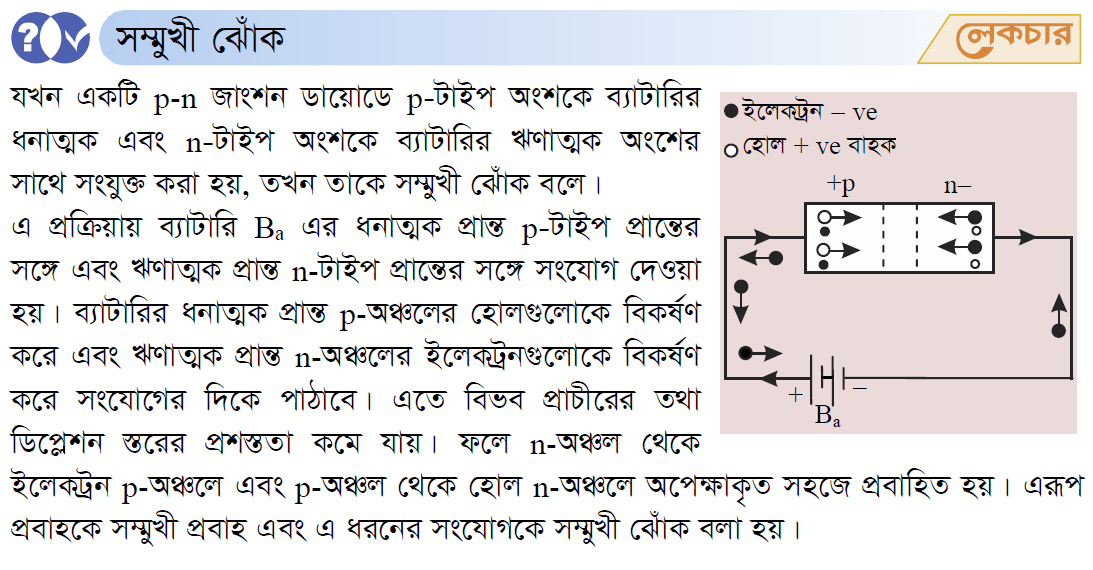 সম্মুখী ঝোঁক
লেকচার
যখন একটি p-n জাংশন ডায়োডে p-টাইপ অংশকে ব্যাটারির
ধনাত্মক এবং n-টাইপ অংশকে ব্যাটারির ঋণাত্মক অংশের
সাথে সংযুক্ত করা হয়, তখন তাকে সম্মুখী ঝোঁক বলে।
এ প্রক্রিয়ায় ব্যাটারি Bₐ এর ধনাত্মক প্রান্ত p-টাইপ প্রান্তের
সঙ্গে এবং ঋণাত্মক প্রান্ত n-টাইপ প্রান্তের সঙ্গে সংযোগ দেওয়া
হয়। ব্যাটারির ধনাত্মক প্রান্ত p-অঞ্চলের হোলগুলোকে বিকর্ষণ
করে এবং ঋণাত্মক প্রান্ত n-অঞ্চলের ইলেকট্রনগুলোকে বিকর্ষণ
করে সংযোগের দিকে পাঠাবে। এতে বিভব প্রাচীরের তথা
ডিপ্লেশন স্তরের প্রশস্ততা কমে যায়। ফলে n-অঞ্চল থেকে
ইলেকট্রন p-অঞ্চলে এবং p-অঞ্চল থেকে হোল n-অঞ্চলে অপেক্ষাকৃত সহজে প্রবাহিত হয়। এরূপ
প্রবাহকে সম্মুখী প্রবাহ এবং এ ধরনের সংযোগকে সম্মুখী ঝোঁক বলা হয়।
ইলেকট্রন – ve
হোল + ve বাহক
+p n–
+ –
Bₐ